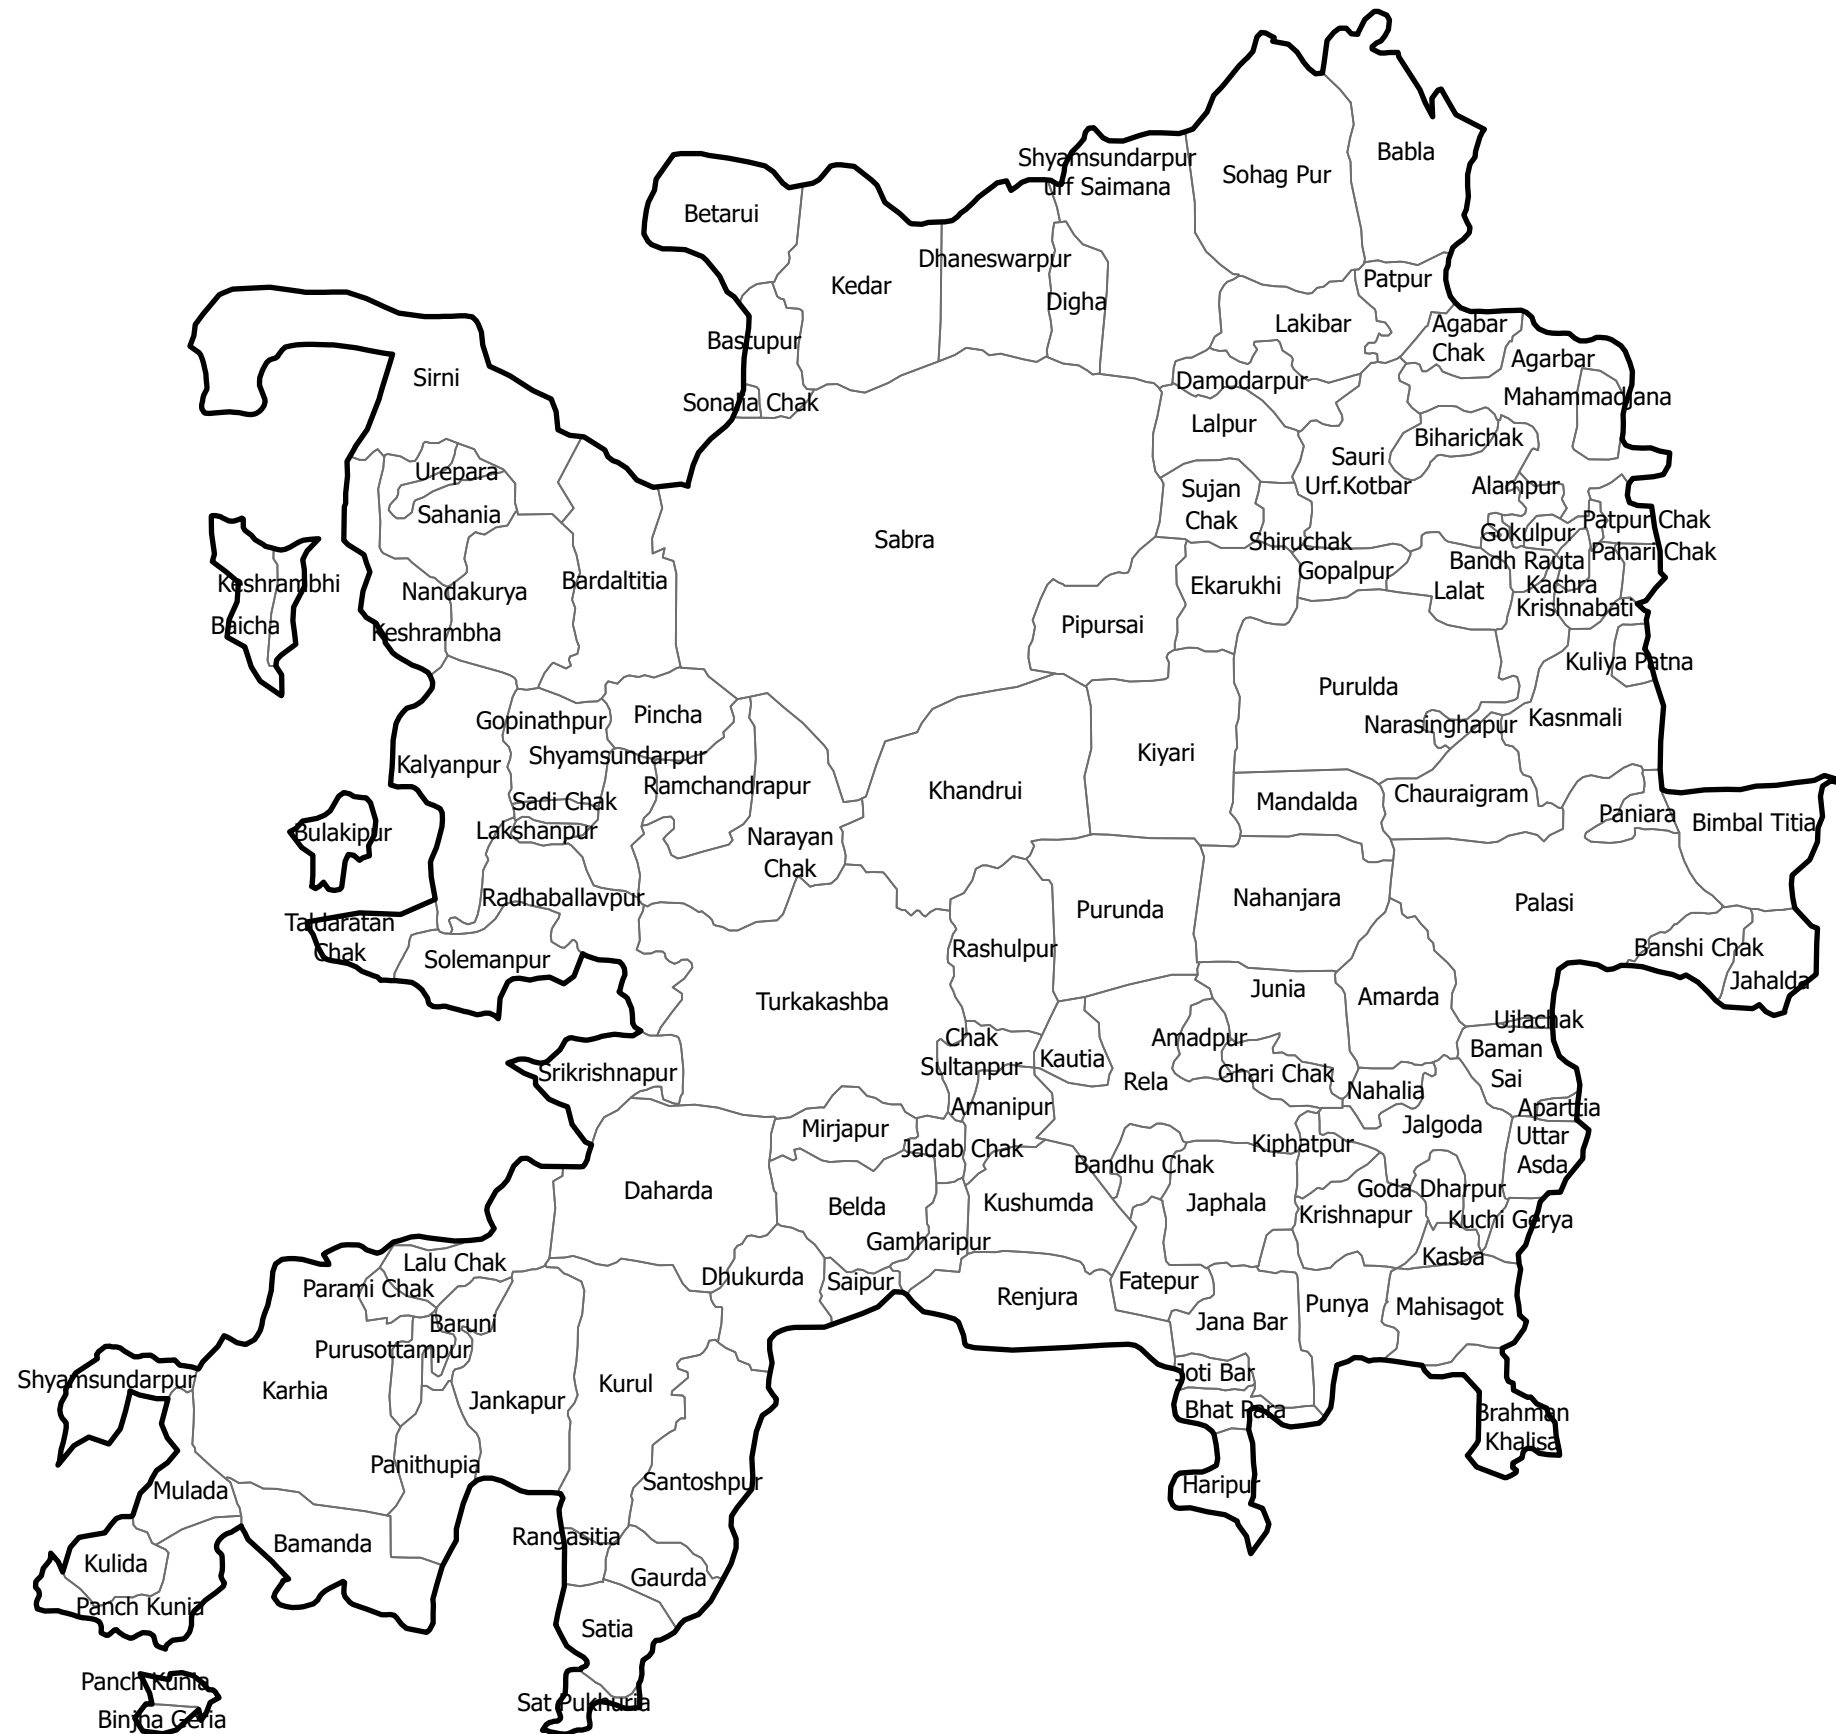 Shyamsundarpur
urf Saimana
Sohag Pur
Babla
Betarui
Kedar
Dhaneswarpur
Digha
Patpur
Lakibar
Agabar
Chak
Agarbar
Bastupur
Sirni
Sonalia Chak
Damodarpur
Mahammadjana
Lalpur
Biharichak
Sauri
Urf.Kotbar
Urepara
Sahania
Sujan
Chak
Alampur
Sabra
Shiruchak
Gokulpur
Patpur Chak
Pahari Chak
Bandh Rauta
Kachra
Krishnabati
Gopalpur
Lalat
Ekarukhi
Keshrambhi
Baicha
Nandakurya
Bardaltitia
Keshrambha
Pipursai
Kuliya Patna
Purulda
Narasinghapur
Kasnmali
Gopinathpur
Pincha
Shyamsundarpur
Kalyanpur
Ramchandrapur
Kiyari
Khandrui
Mandalda
Chauraigram
Sadi Chak
Lakshanpur
Paniara
Bimbal Titia
Bulakipur
Narayan
Chak
Radhaballavpur
Purunda
Nahanjara
Palasi
Taldaratan
Chak
Solemanpur
Rashulpur
Banshi Chak
Jahalda
Turkakashba
Junia
Amarda
Ujlachak
Chak
Sultanpur
Kautia
Amadpur
Baman
Sai
Srikrishnapur
Rela
Ghari Chak
Nahalia
Amanipur
Apartia
Mirjapur
Jadab Chak
Jalgoda
Uttar
Asda
Kiphatpur
Bandhu Chak
Daharda
Belda
Kushumda
Japhala
Goda
Krishnapur
Dharpur
Kuchi Gerya
Gamharipur
Kasba
Lalu Chak
Parami Chak
Dhukurda
Saipur
Renjura
Fatepur
Jana Bar
Punya
Mahisagot
Baruni
Purusottampur
Shyamsundarpur
Karhia
Jankapur
Kurul
Joti Bar
Bhat Para
Brahman
Khalisa
Panithupia
Santoshpur
Haripur
Mulada
Bamanda
Rangasitia
Kulida
Gaurda
Panch Kunia
Satia
Panch Kunia
Binjha Geria
Sat Pukhuria